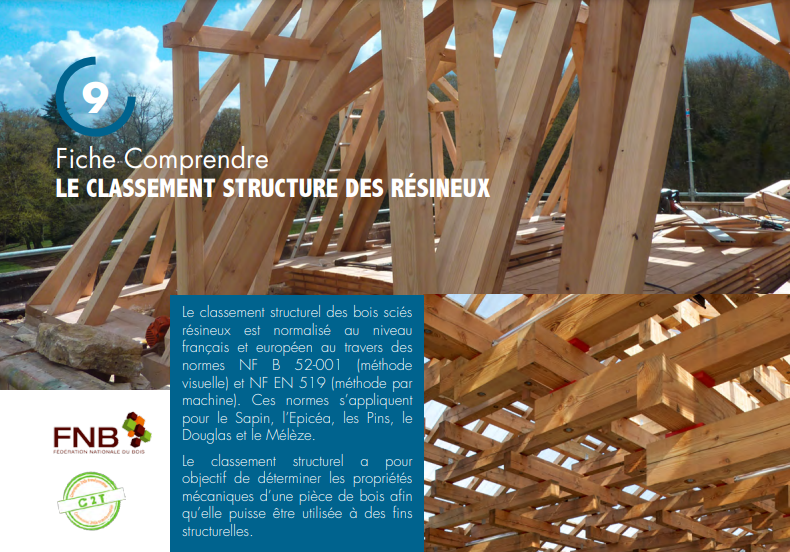 9
Fiche Comprendre
LE CLASSEMENT STRUCTURE DES RÉSINEUX
Le classement structurel des bois sciés
résineux est normalisé au niveau
français et européen au travers des
normes NF B 52-001 (méthode
visuelle) et NF EN 519 (méthode par
machine). Ces normes s'appliquent
pour le Sapin, l'Epicéa, les Pins, le
Douglas et le Mélèze.
Le classement structurel a pour
objectif de déterminer les propriétés
mécaniques d'une pièce de bois afin
qu'elle puisse être utilisée à des fins
structurelles.
FNB
FÉDÉRATION NATIONALE DU BOIS
G2T